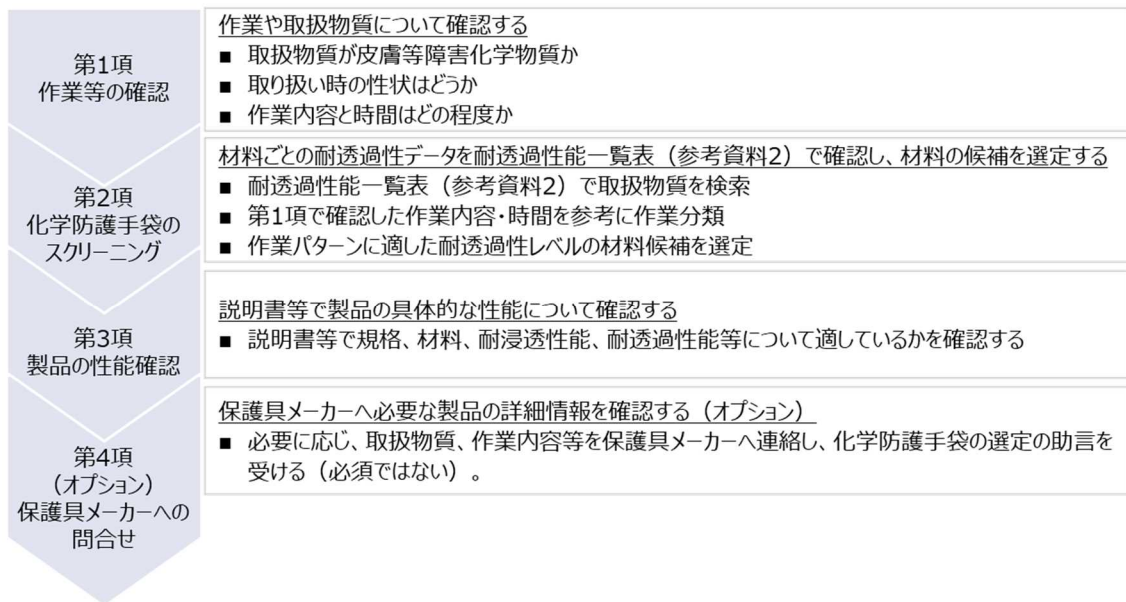 第1項
作業等の確認
作業や取扱物質について確認する
■ 取扱物質が皮膚等障害化学物質か
■ 取り扱い時の性状はどうか
■ 作業内容と時間はどの程度か
第2項
化学防護手袋の
スクリーニング
材料ごとの耐透過性データを耐透過性能一覧表（参考資料2）で確認し、材料の候補を選定する
■ 耐透過性能一覧表（参考資料2）で取扱物質を検索
■ 第1項で確認した作業内容・時間を参考に作業分類
■ 作業パターンに適した耐透過性レベルの材料候補を選定
第3項
製品の性能確認
説明書等で製品の具体的な性能について確認する
■ 説明書等で規格、材料、耐浸透性能、耐透過性能等について適しているかを確認する
第4項
（オプション）
保護具メーカーへの
問合せ
保護具メーカーへ必要な製品の詳細情報を確認する（オプション）
■ 必要に応じ、取扱物質、作業内容等を保護具メーカーへ連絡し、化学防護手袋の選定の助言を
受ける（必須ではない）。